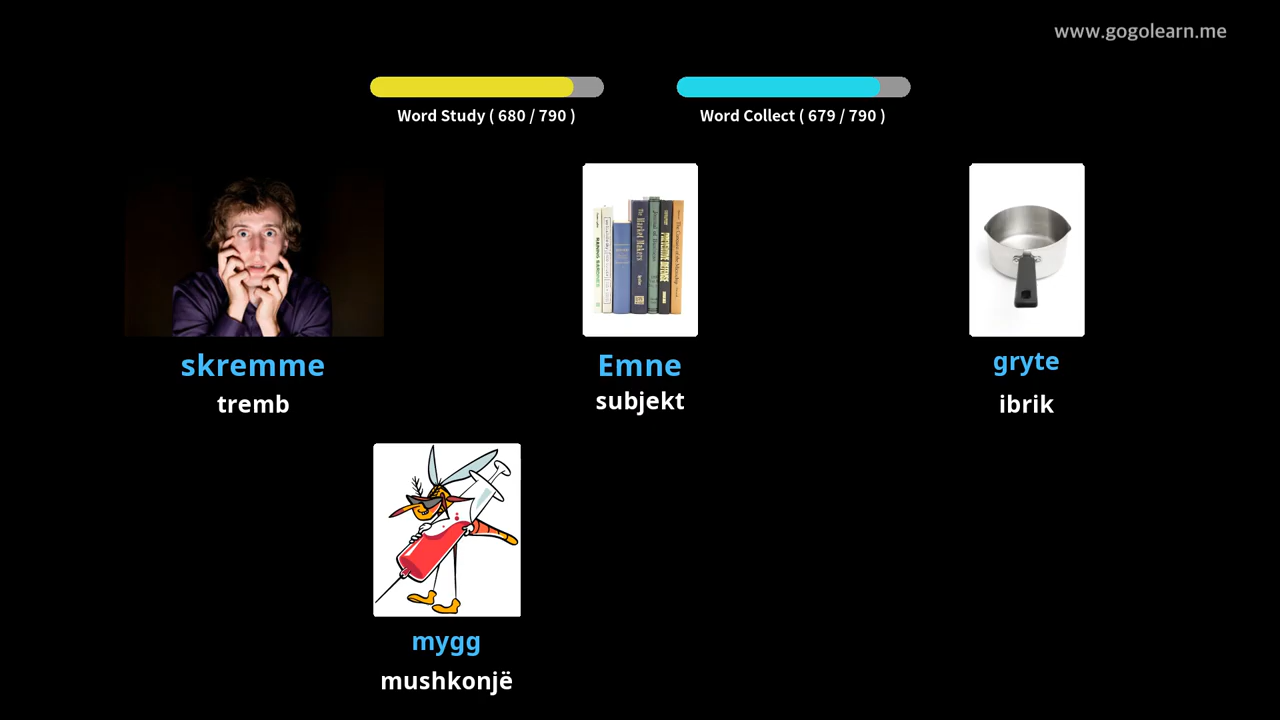 www.gogolearn.me
Word Study ( 680 / 790 )
Word Collect ( 679 / 790 )
skremme
Emne
gryte
tremb
subjekt
ibrik
mygg
mushkonjë